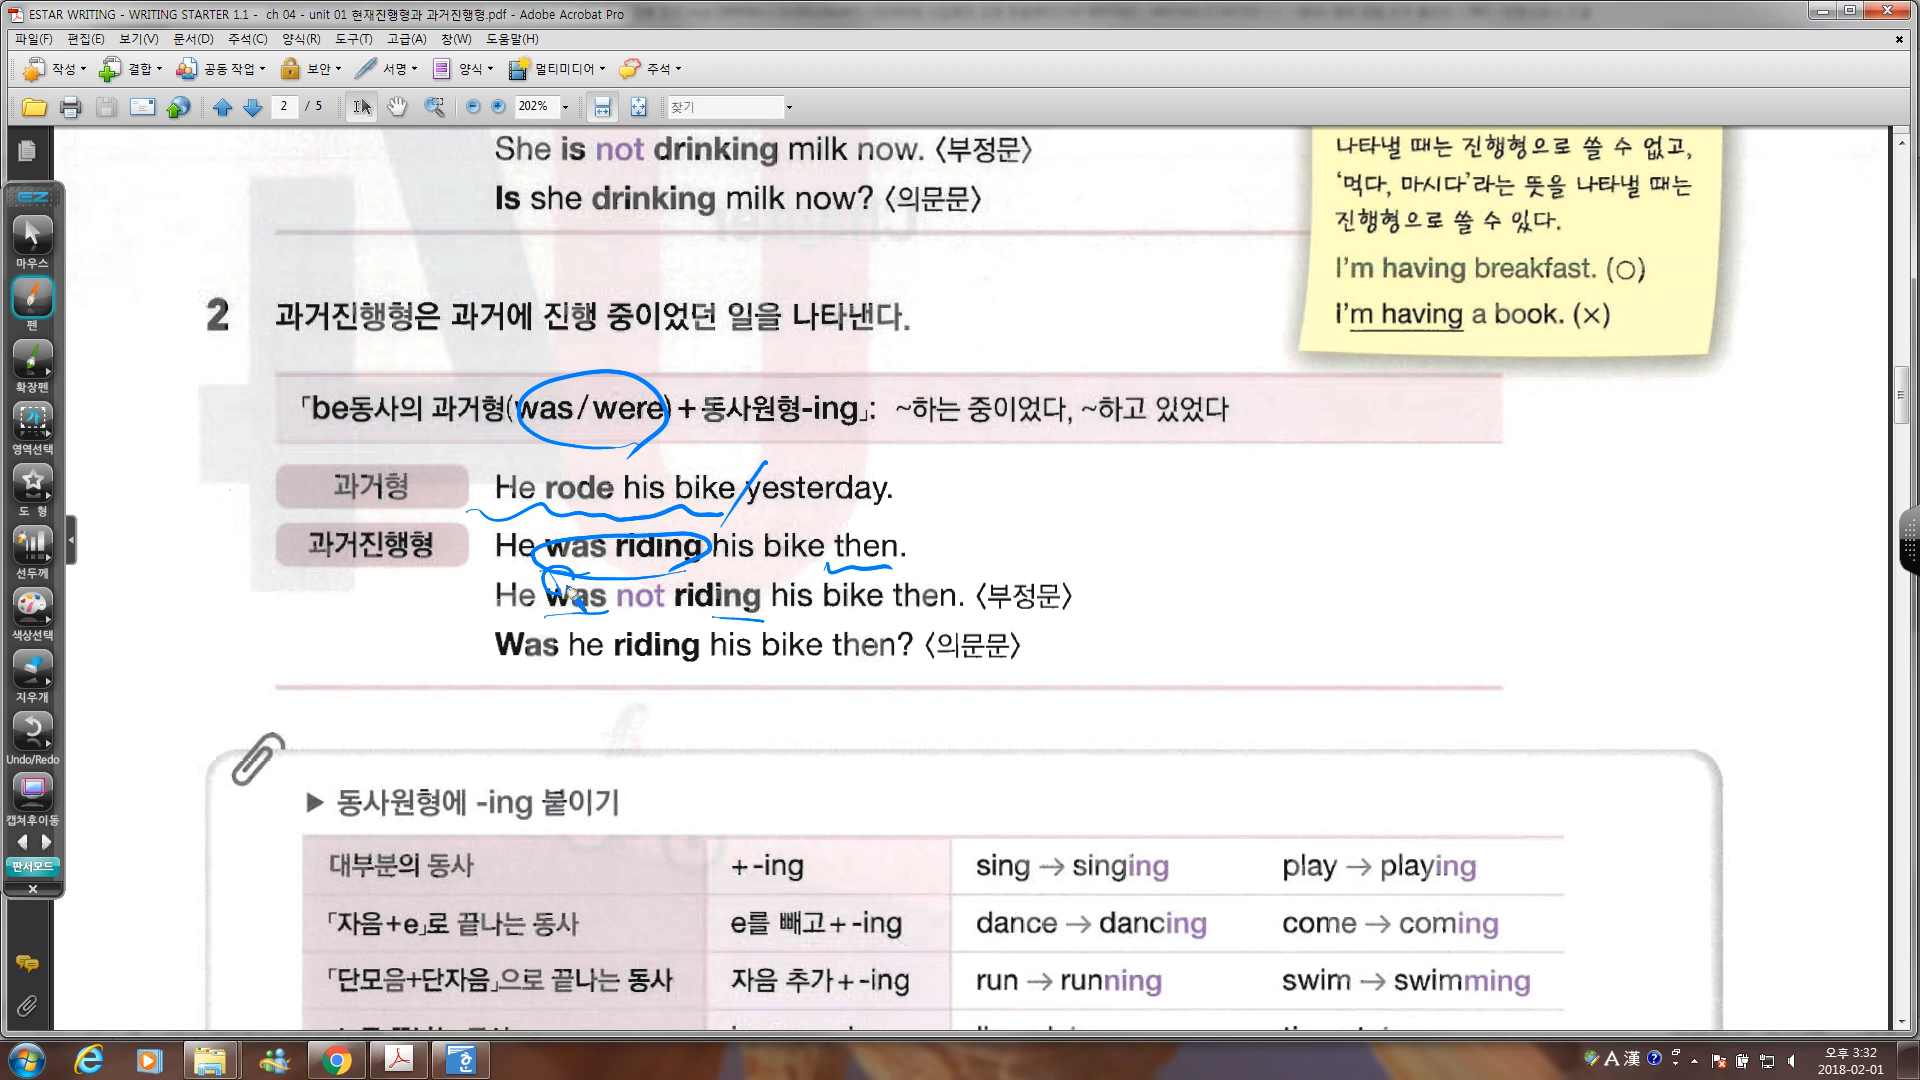 ESTAR WRITING - WRITING STARTER 1.1 - ch 04 - unit 01 현재진행형과 과거진행형.pdf - Adobe Acrobat Pro
파일(F) 편집(E) 보기(V) 문서(D) 주석(C) 양식(R) 도구(T) 고급(A) 창(W) 도움말(H)
작성 결합 공동 작업 보안 서명 양식 멀티미디어 주석
2 / 5 202% 찾기
She is not drinking milk now. 〈부정문〉
Is she drinking milk now? 〈의문문〉
나타낼 때는 진행형으로 쓸 수 없고,
‘먹다, 마시다’라는 뜻을 나타낼 때는
진행형으로 쓸 수 있다.
I’m having breakfast. (○)
I’m having a book. (×)
2 과거진행형은 과거에 진행 중이었던 일을 나타낸다.
「be동사의 과거형(was/were)+동사원형-ing」: ~하는 중이었다, ~하고 있었다
과거형 He rode his bike yesterday.
과거진행형 He was riding his bike then.
He was not riding his bike then. 〈부정문〉
Was he riding his bike then? 〈의문문〉
▶ 동사원형에 -ing 붙이기
대부분의 동사 + -ing sing → singing play → playing
「자음+e」로 끝나는 동사 e를 빼고+ -ing dance → dancing come → coming
「단모음+단자음」으로 끝나는 동사 자음 추가+ -ing run → running swim → swimming
EZ
마우스
펜
확장펜
영역선택
도 형
선두께
색상선택
지우개
Undo/Redo
캡쳐후이동
판서모드
A 漢
오후 3:32
2018-02-01